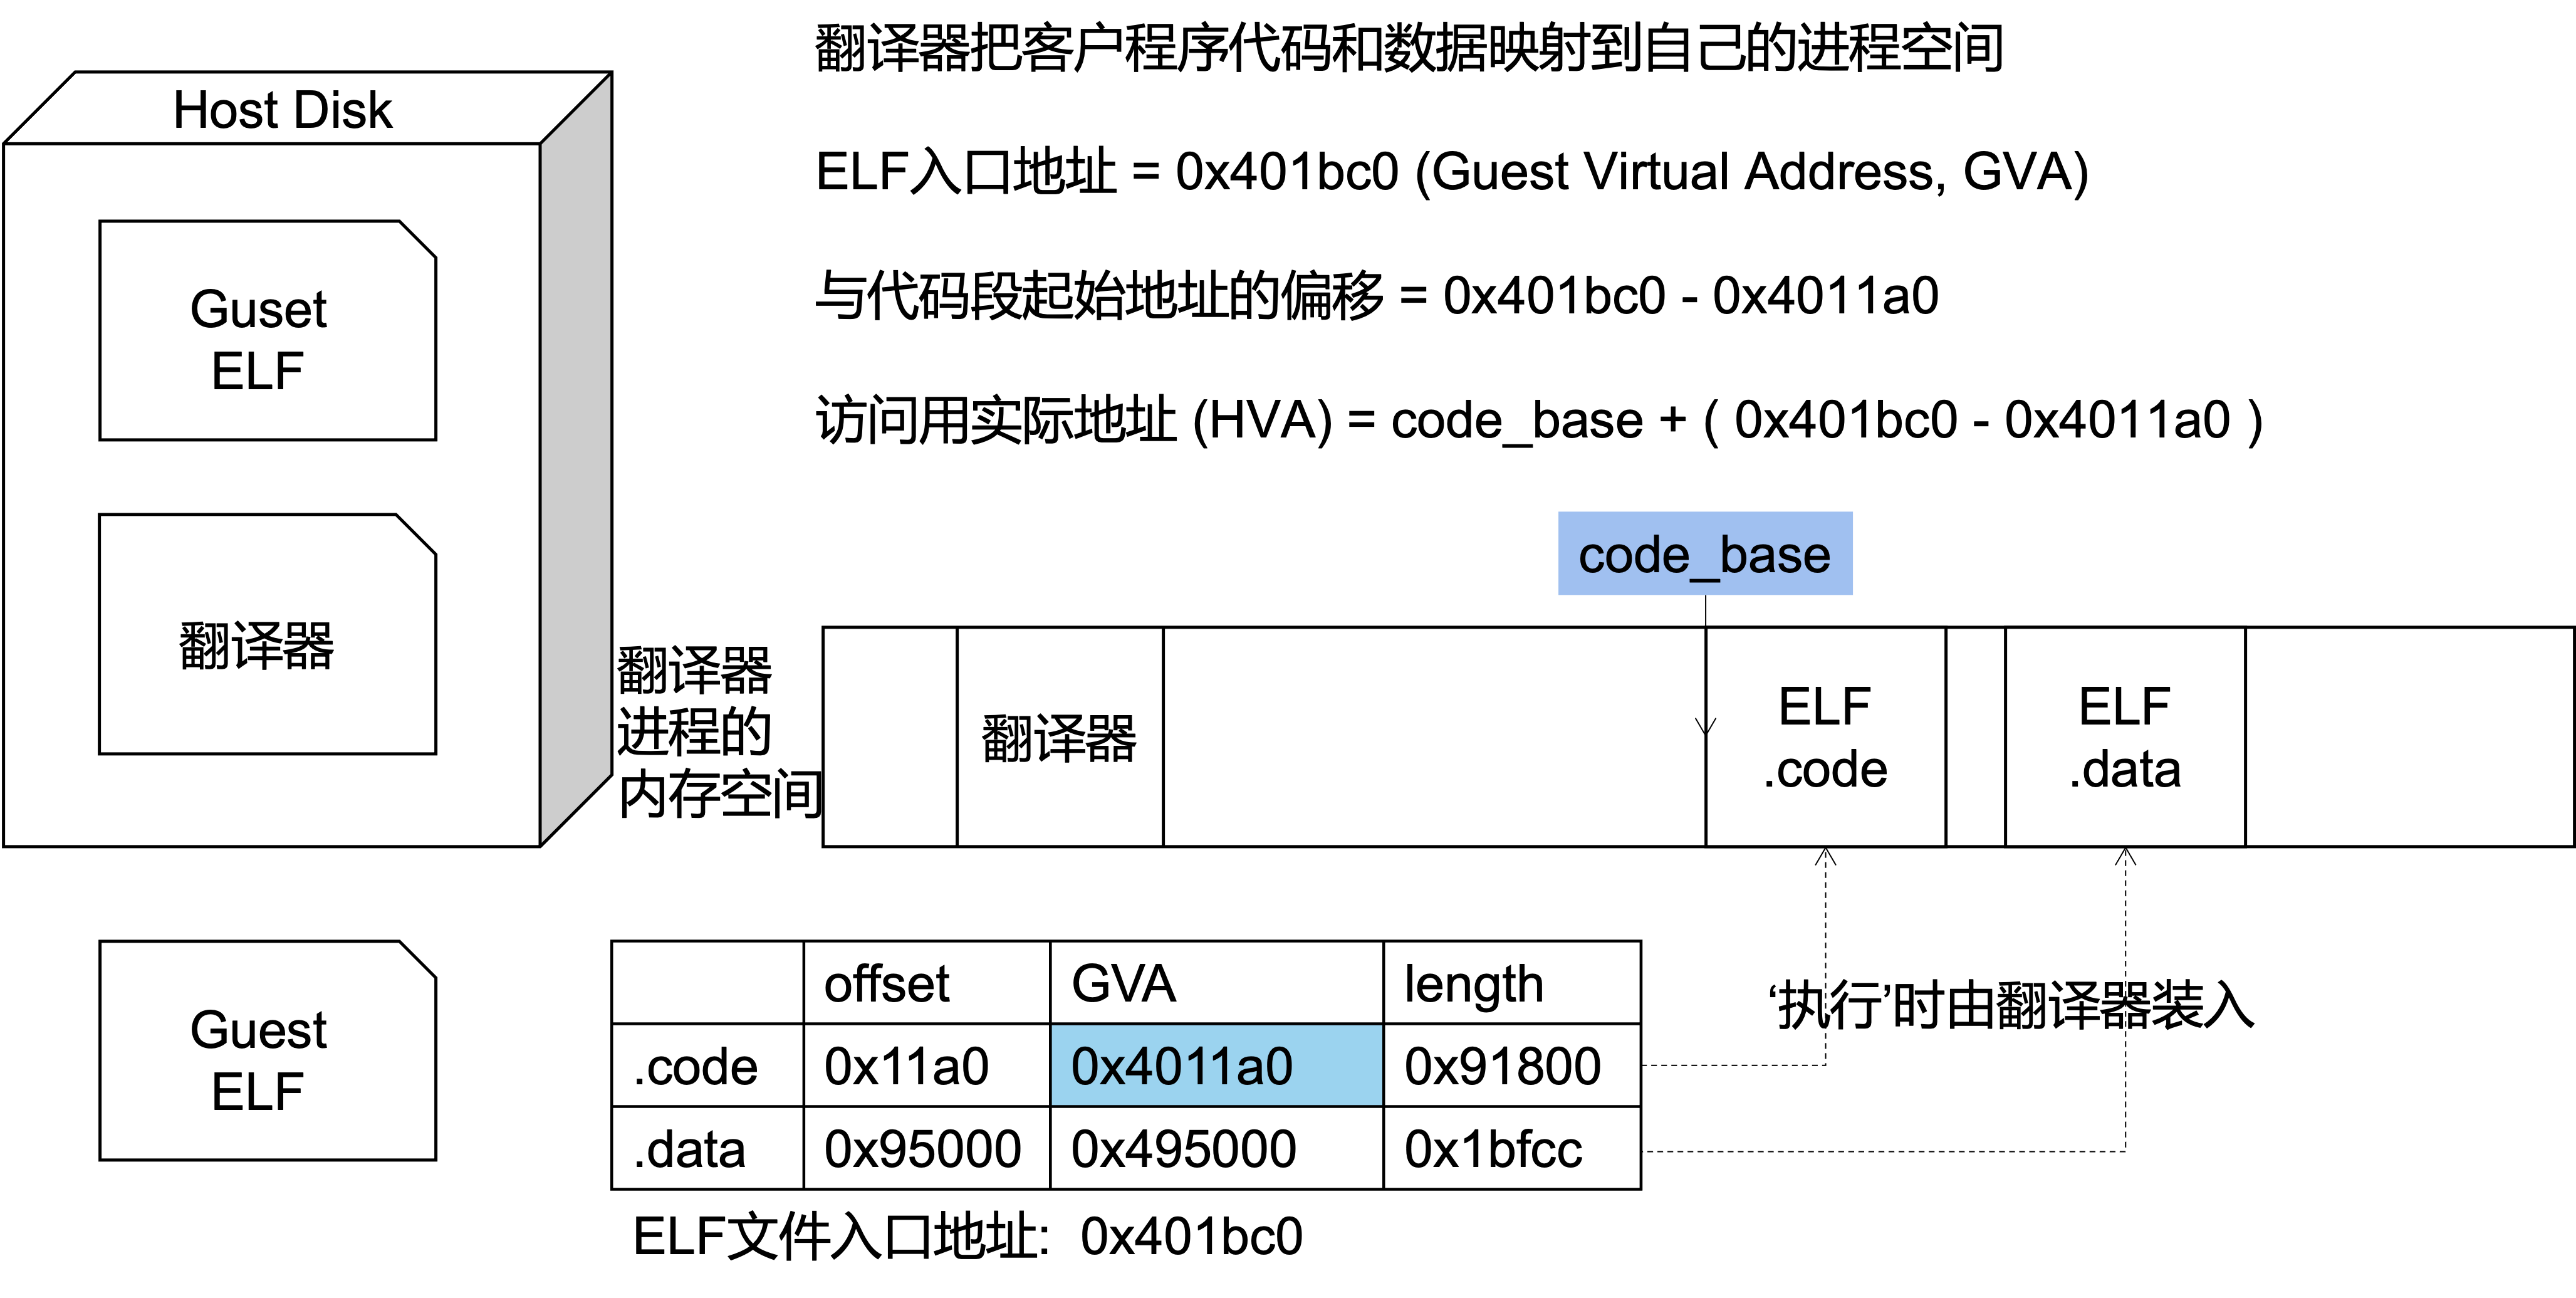 翻译器把客户程序代码和数据映射到自己的进程空间
Host Disk
ELF入口地址 = 0x401bc0 (Guest Virtual Address, GVA)
Guset
ELF
与代码段起始地址的偏移 = 0x401bc0 - 0x4011a0
访问用实际地址 (HVA) = code_base + ( 0x401bc0 - 0x4011a0 )
code_base
翻译器
翻译器
进程的
内存空间
翻译器
ELF
.code
ELF
.data
Guest
ELF
offset GVA length
.code 0x11a0 0x4011a0 0x91800
.data 0x95000 0x495000 0x1bfcc
‘执行’时由翻译器装入
ELF文件入口地址: 0x401bc0